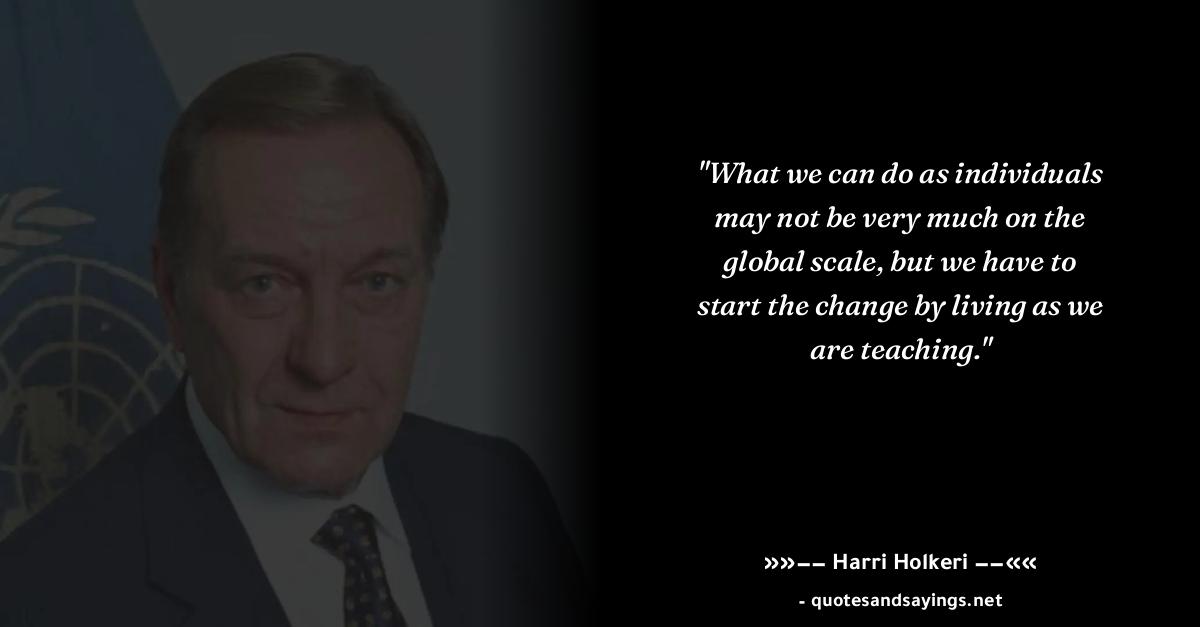 "What we can do as individuals
may not be very much on the
global scale, but we have to
start the change by living as we
are teaching."
»»−− Harri Holkeri −−««
- quotesandsayings.net